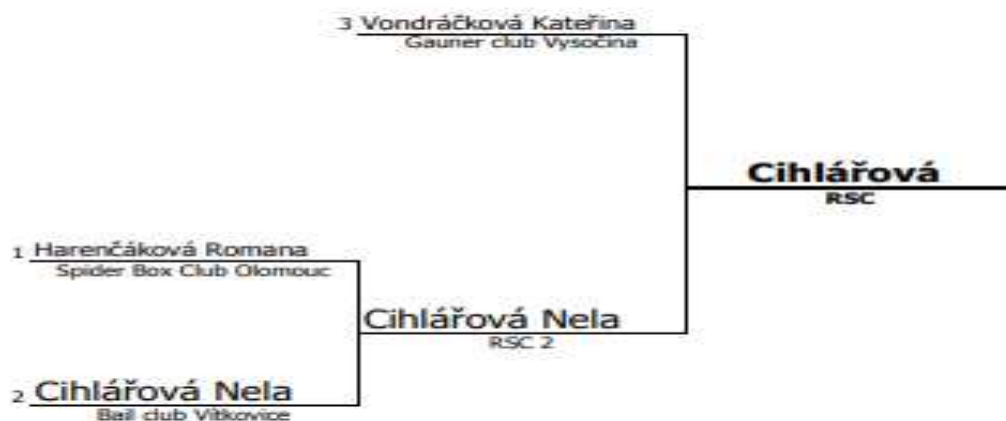 3 Vondráčková Kateřina
Gauner club Vysočina
Cihlářová
RSC
1 Harenčáková Romana
Spider Box Club Olomouc
Cihlářová Nela
RSC 2
2 Cihlářová Nela
Bail club Vítkovice